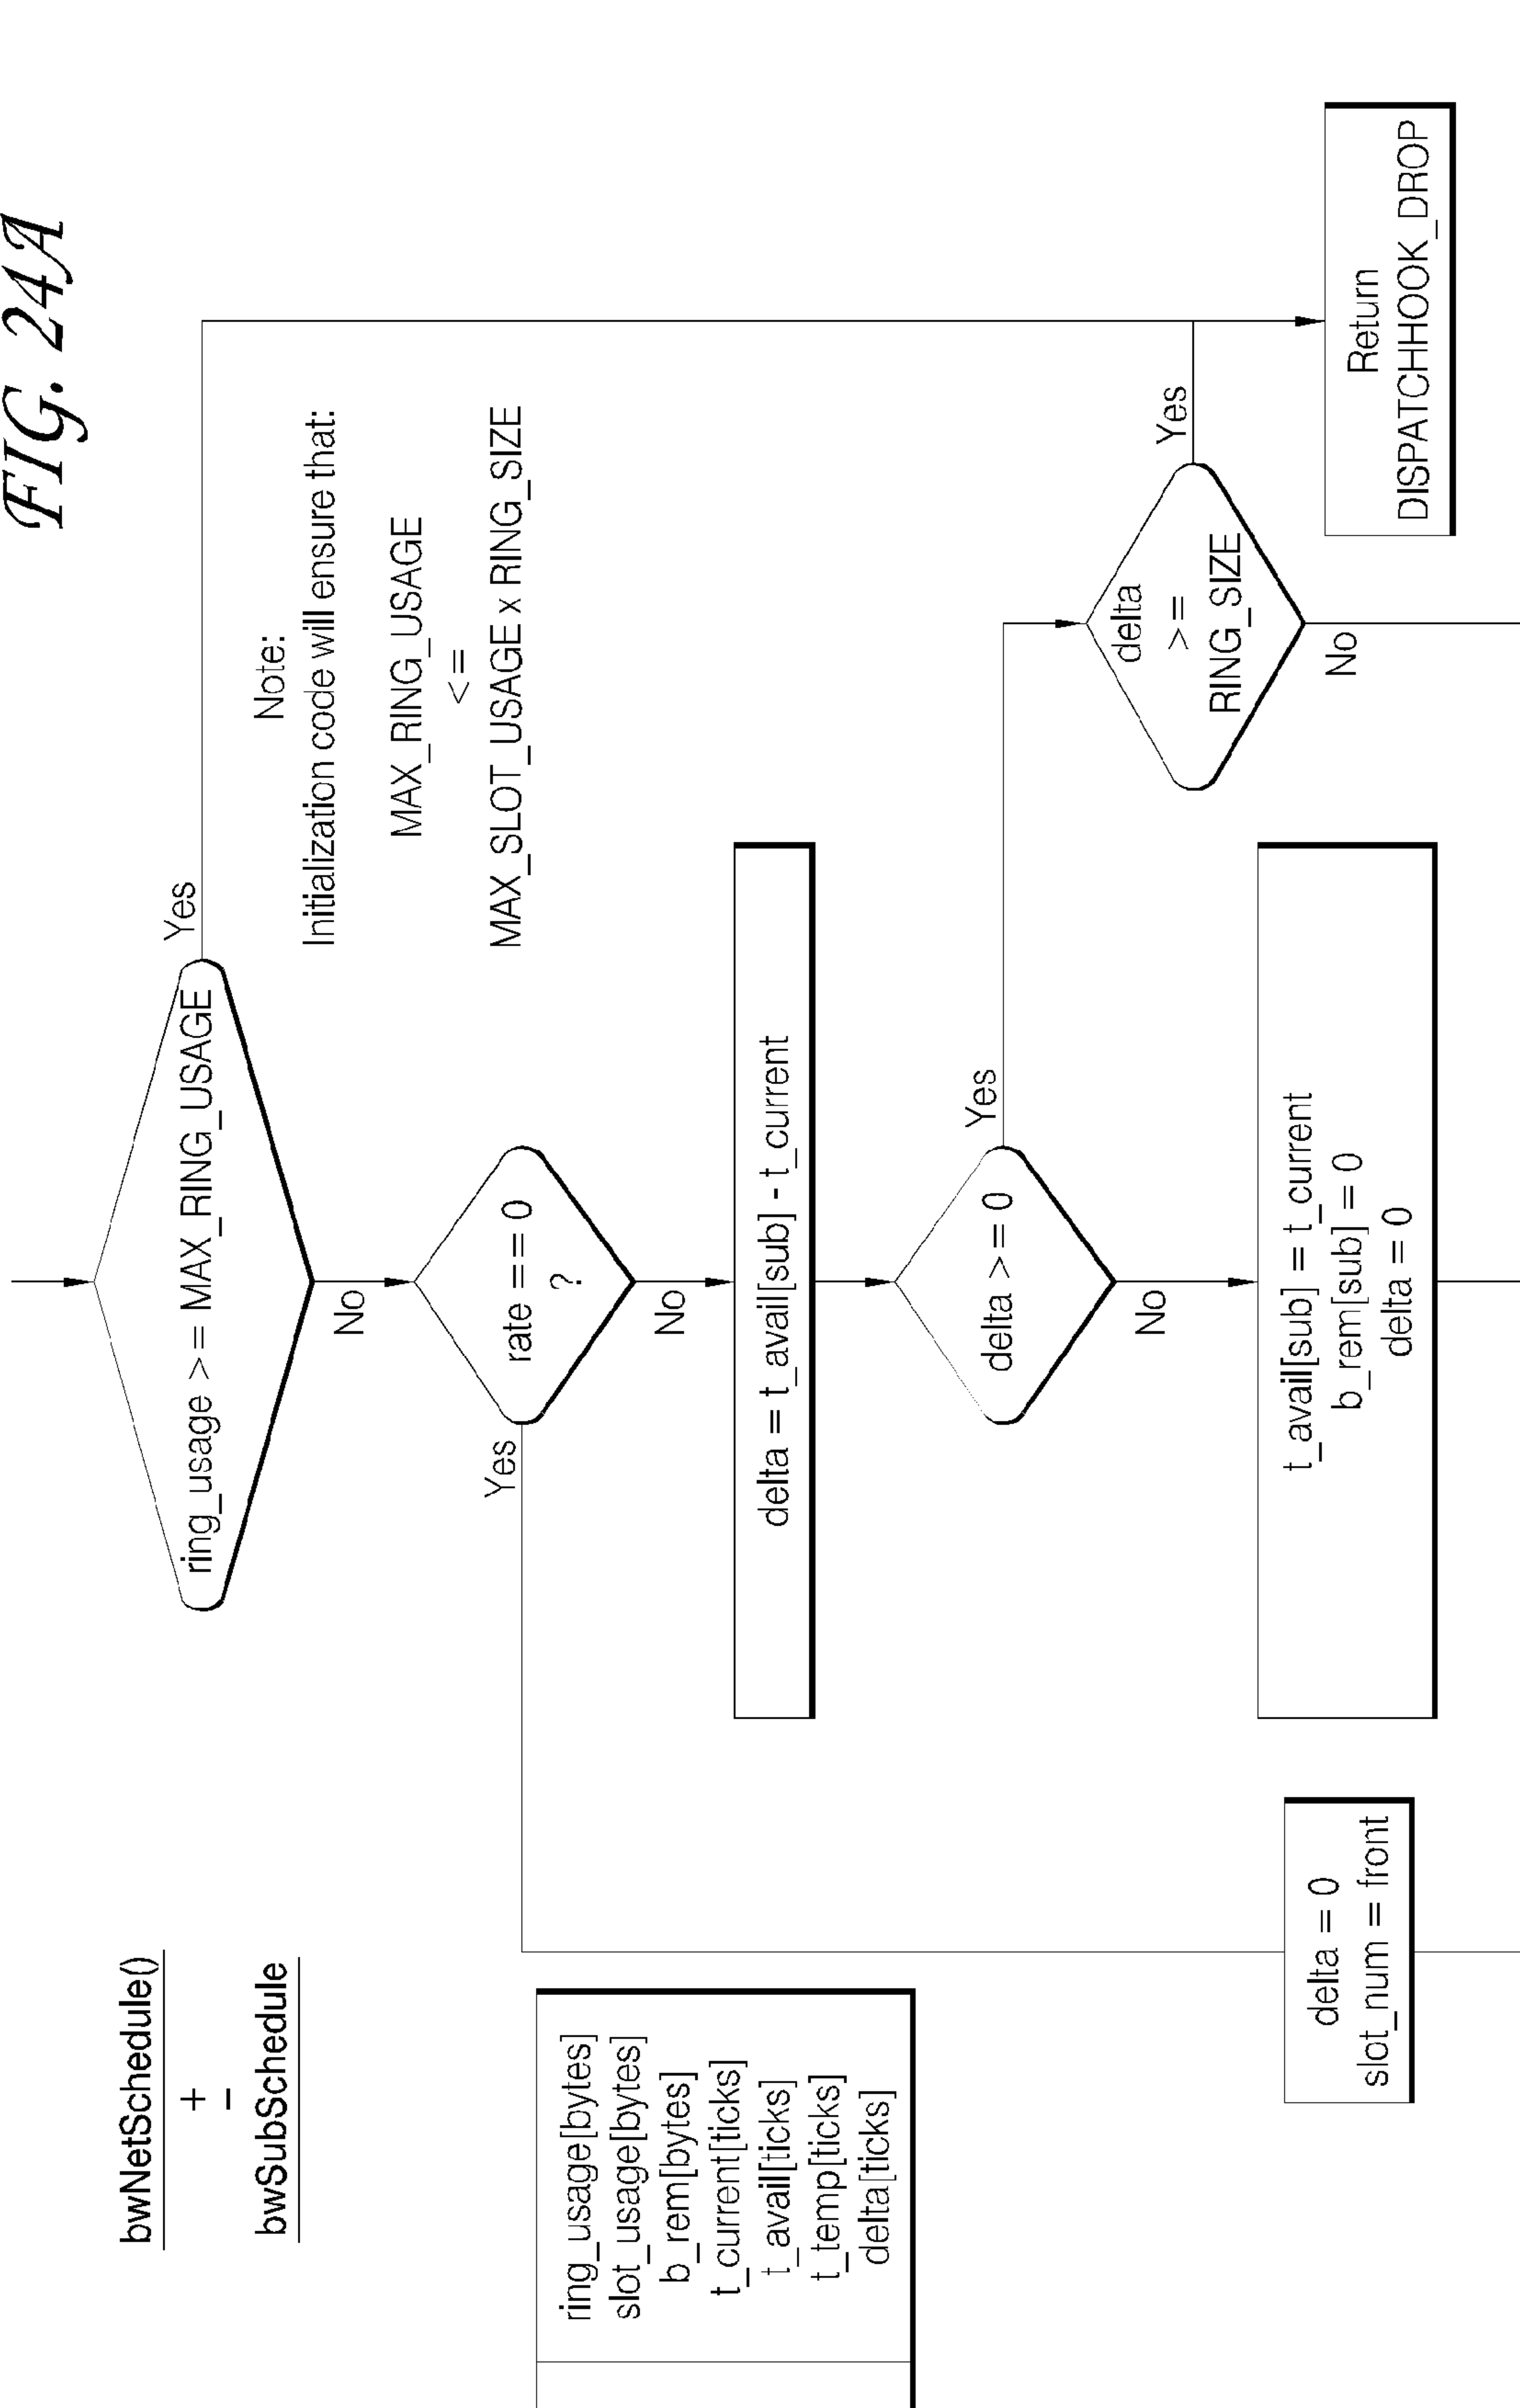 FIG. 24A
bwNetSchedule()
+
–
bwSubSchedule
ring_usage >= MAX_RING_USAGE
Yes
No
Note:
Initialization code will ensure that:
MAX_RING_USAGE
<=
MAX_SLOT_USAGE x RING_SIZE
rate == 0
?
Yes
No
ring_usage[bytes]
slot_usage[bytes]
b_rem[bytes]
t_current[ticks]
t_avail[ticks]
t_temp[ticks]
delta[ticks]
delta = t_avail[sub] - t_current
delta >= 0
Yes
No
delta
>=
RING_SIZE
Yes
No
delta = 0
slot_num = front
t_avail[sub] = t_current
b_rem[sub] = 0
delta = 0
Return
DISPATCHHOOK_DROP